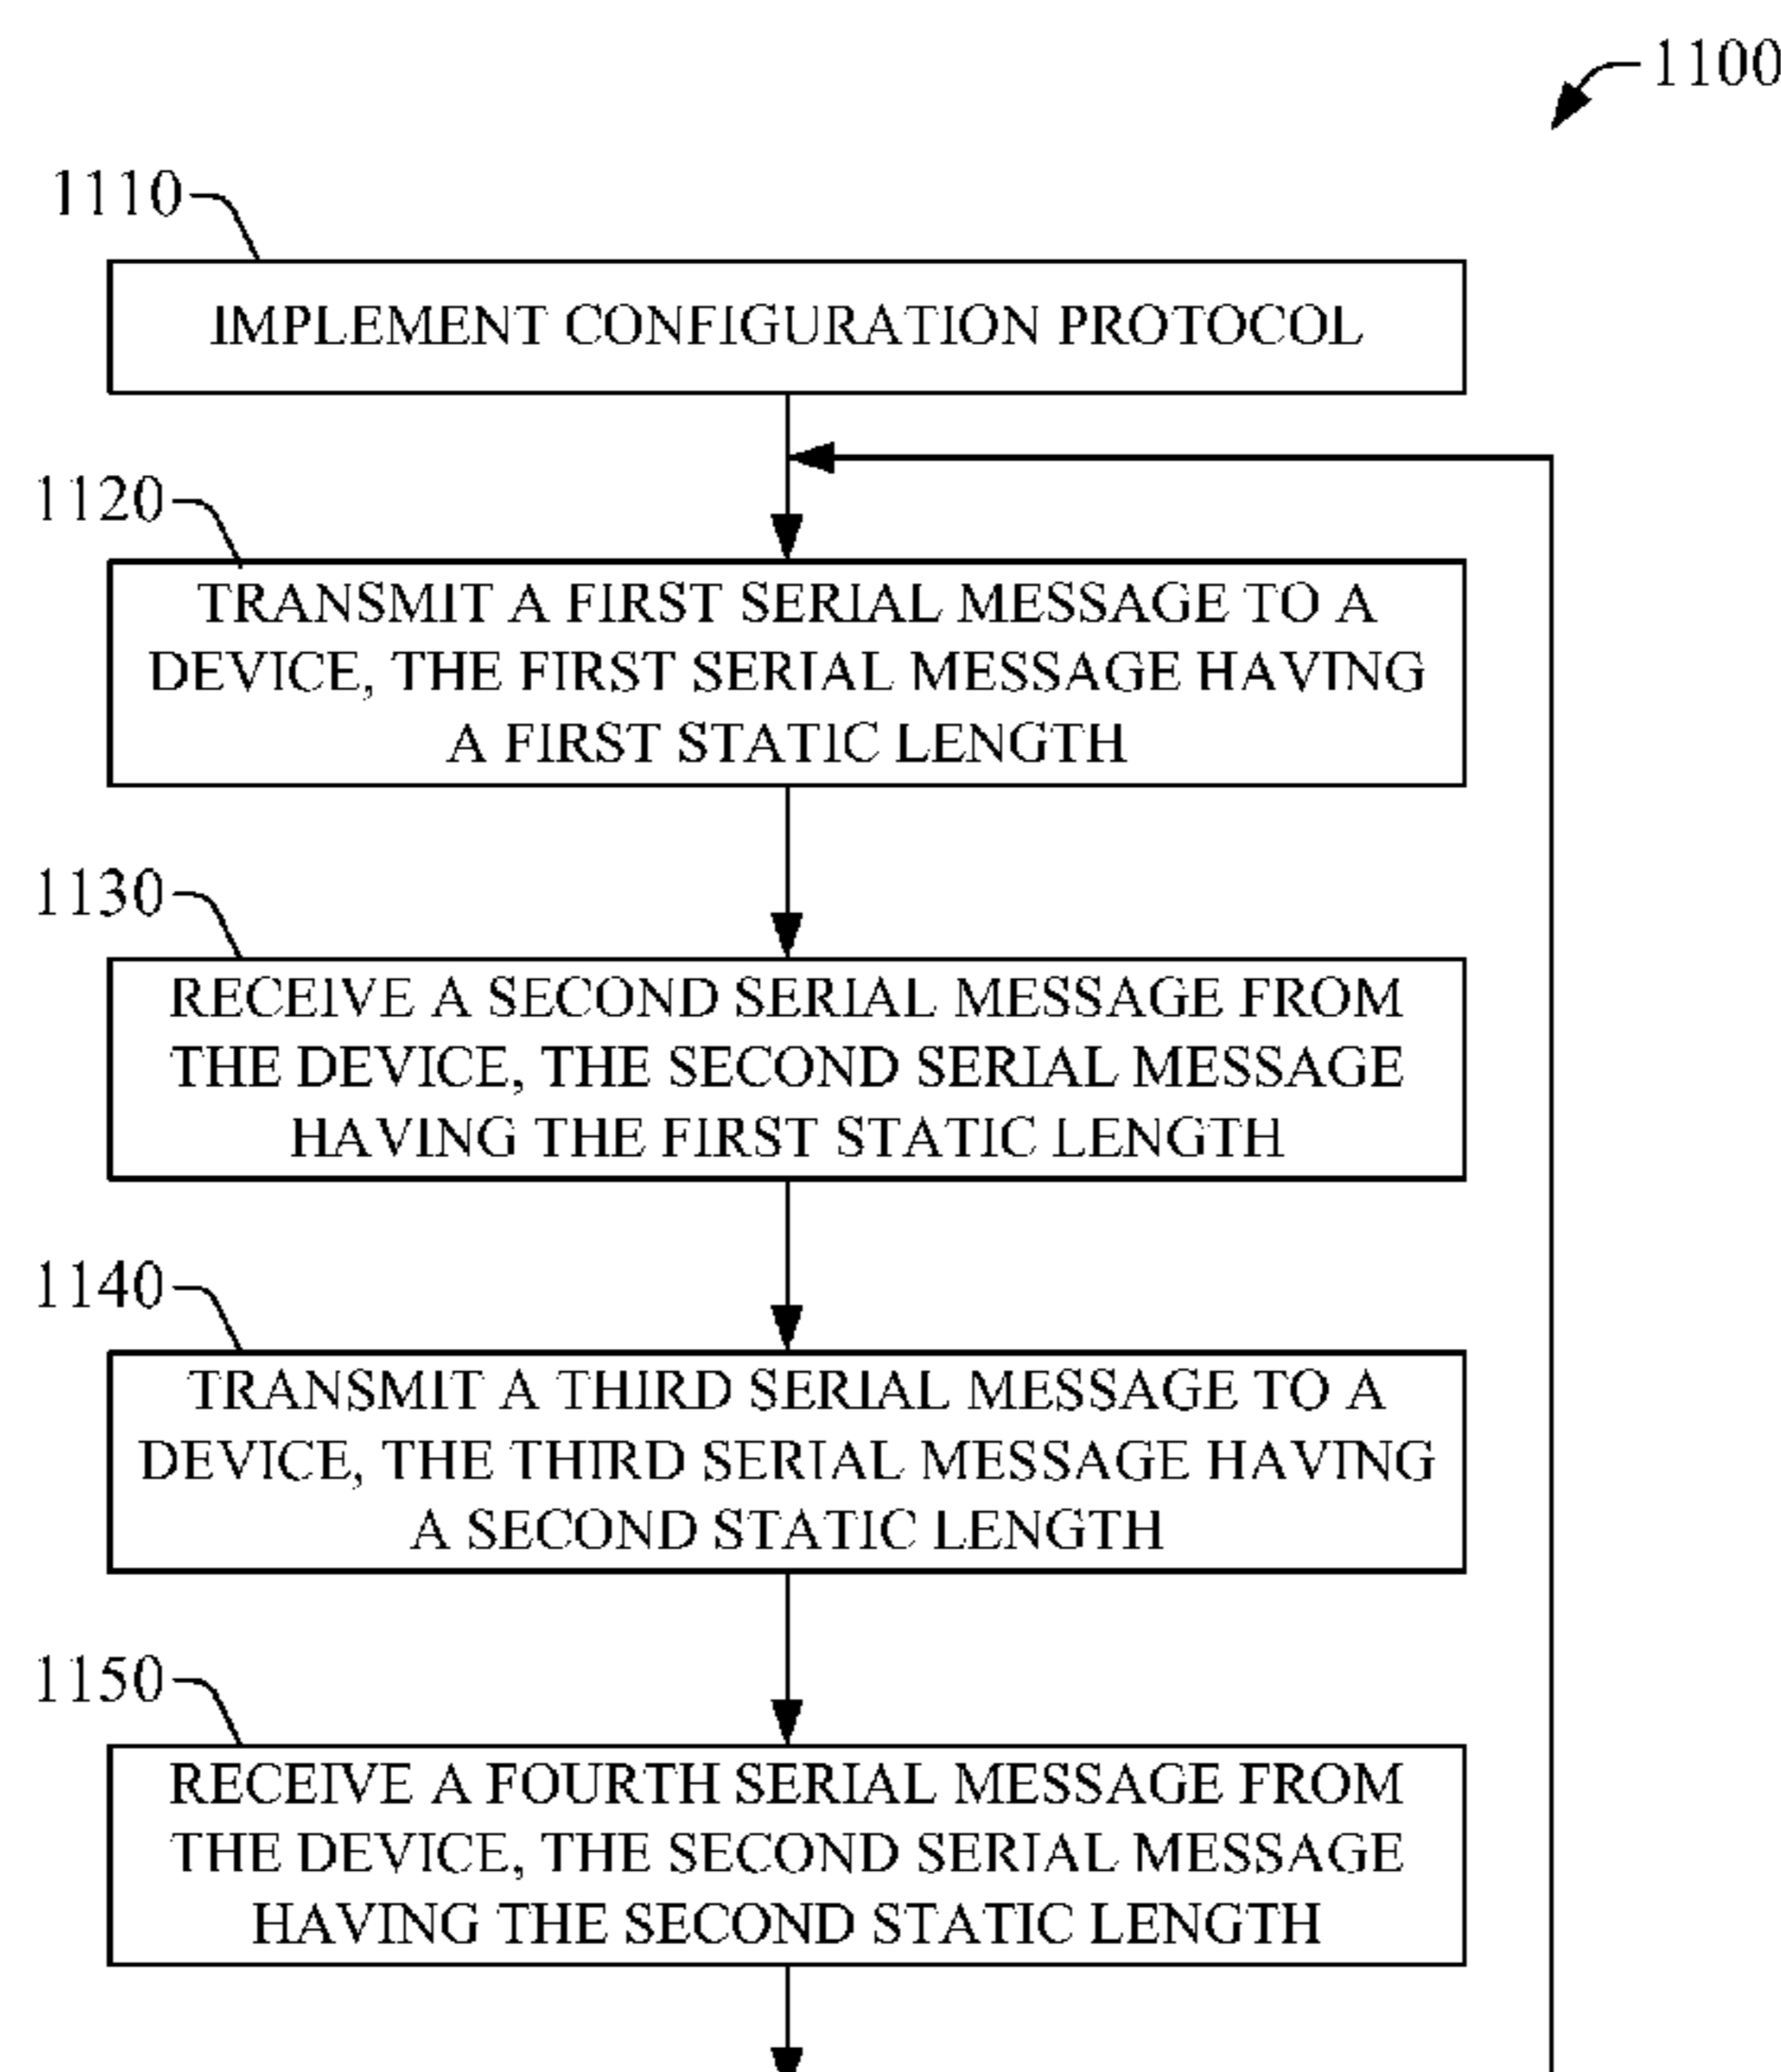 1100
1110
IMPLEMENT CONFIGURATION PROTOCOL
1120
TRANSMIT A FIRST SERIAL MESSAGE TO A
DEVICE, THE FIRST SERIAL MESSAGE HAVING
A FIRST STATIC LENGTH
1130
RECEIVE A SECOND SERIAL MESSAGE FROM
THE DEVICE, THE SECOND SERIAL MESSAGE
HAVING THE FIRST STATIC LENGTH
1140
TRANSMIT A THIRD SERIAL MESSAGE TO A
DEVICE, THE THIRD SERIAL MESSAGE HAVING
A SECOND STATIC LENGTH
1150
RECEIVE A FOURTH SERIAL MESSAGE FROM
THE DEVICE, THE SECOND SERIAL MESSAGE
HAVING THE SECOND STATIC LENGTH